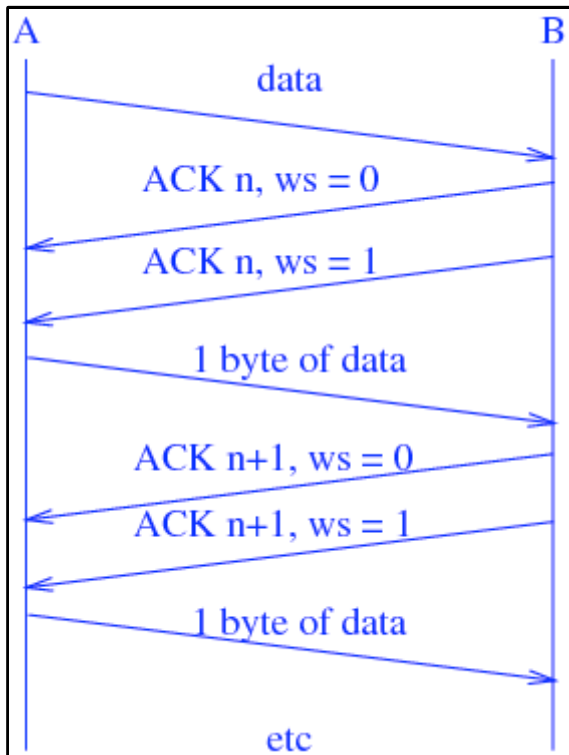 A B
data
ACK n, ws = 0
ACK n, ws = 1
1 byte of data
ACK n+1, ws = 0
ACK n+1, ws = 1
1 byte of data
etc